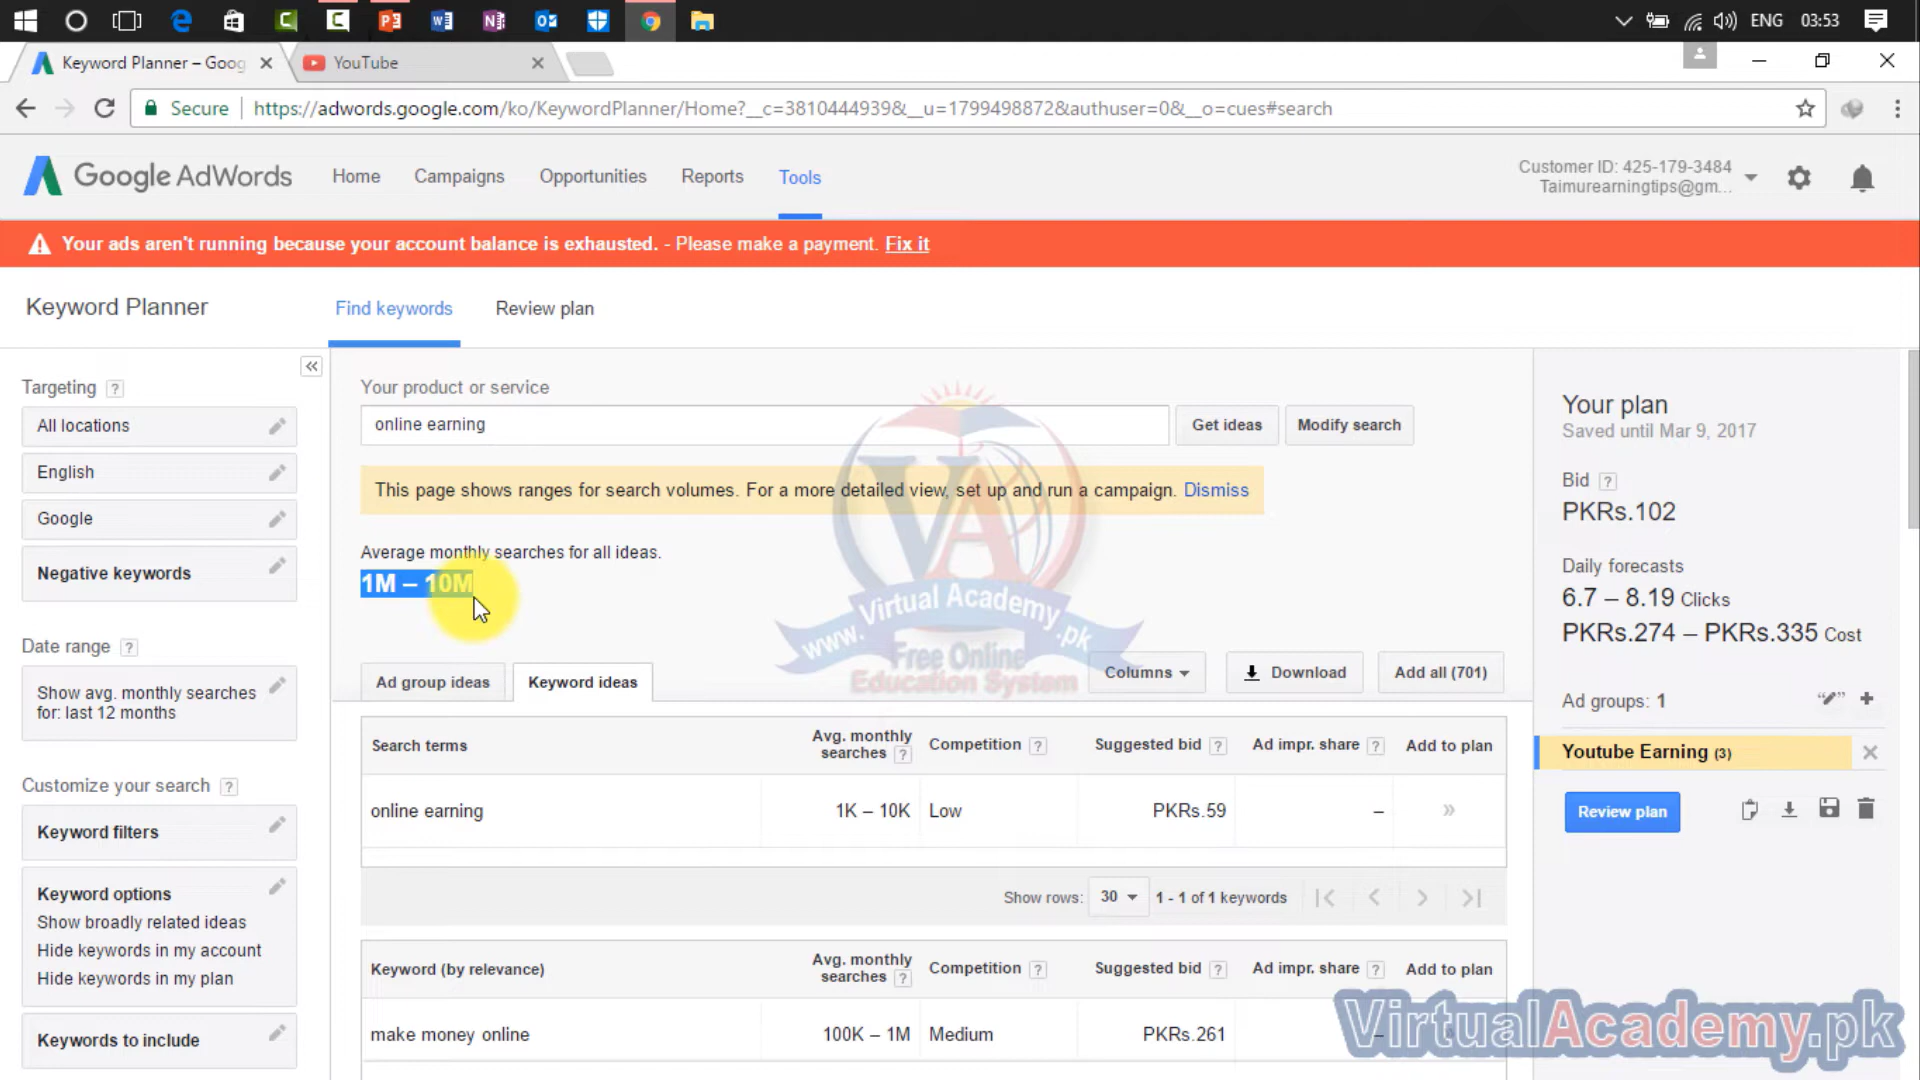 ENG
03:53
Keyword Planner – Goog
YouTube
Secure
https://adwords.google.com/ko/KeywordPlanner/Home?__c=3810444939&__u=1799498872&authuser=0&__o=cues#search
Google AdWords
Home
Campaigns
Opportunities
Reports
Tools
Customer ID: 425-179-3484
Taimurearningtips@gm...
Your ads aren't running because your account balance is exhausted. - Please make a payment. Fix it
Keyword Planner
Find keywords
Review plan
Targeting ?
All locations
English
Google
Negative keywords
Date range ?
Show avg. monthly searches
for: last 12 months
Customize your search ?
Keyword filters
Keyword options
Show broadly related ideas
Hide keywords in my account
Hide keywords in my plan
Keywords to include
Your product or service
online earning
Get ideas
Modify search
This page shows ranges for search volumes. For a more detailed view, set up and run a campaign. Dismiss
Average monthly searches for all ideas.
1M – 10M
VA
www.Virtual Academy.pk
Free Online
Education System
Ad group ideas
Keyword ideas
Columns
Download
Add all (701)
Search terms
Avg. monthly
searches ?
Competition ?
Suggested bid ?
Ad impr. share ?
Add to plan
online earning
1K – 10K
Low
PKRs.59
–
»
Show rows: 30
1 - 1 of 1 keywords
Keyword (by relevance)
Avg. monthly
searches ?
Competition ?
Suggested bid ?
Ad impr. share ?
Add to plan
make money online
100K – 1M
Medium
PKRs.261
–
Your plan
Saved until Mar 9, 2017
Bid ?
PKRs.102
Daily forecasts
6.7 – 8.19 Clicks
PKRs.274 – PKRs.335 Cost
Ad groups: 1
Youtube Earning (3)
Review plan
VirtualAcademy.pk